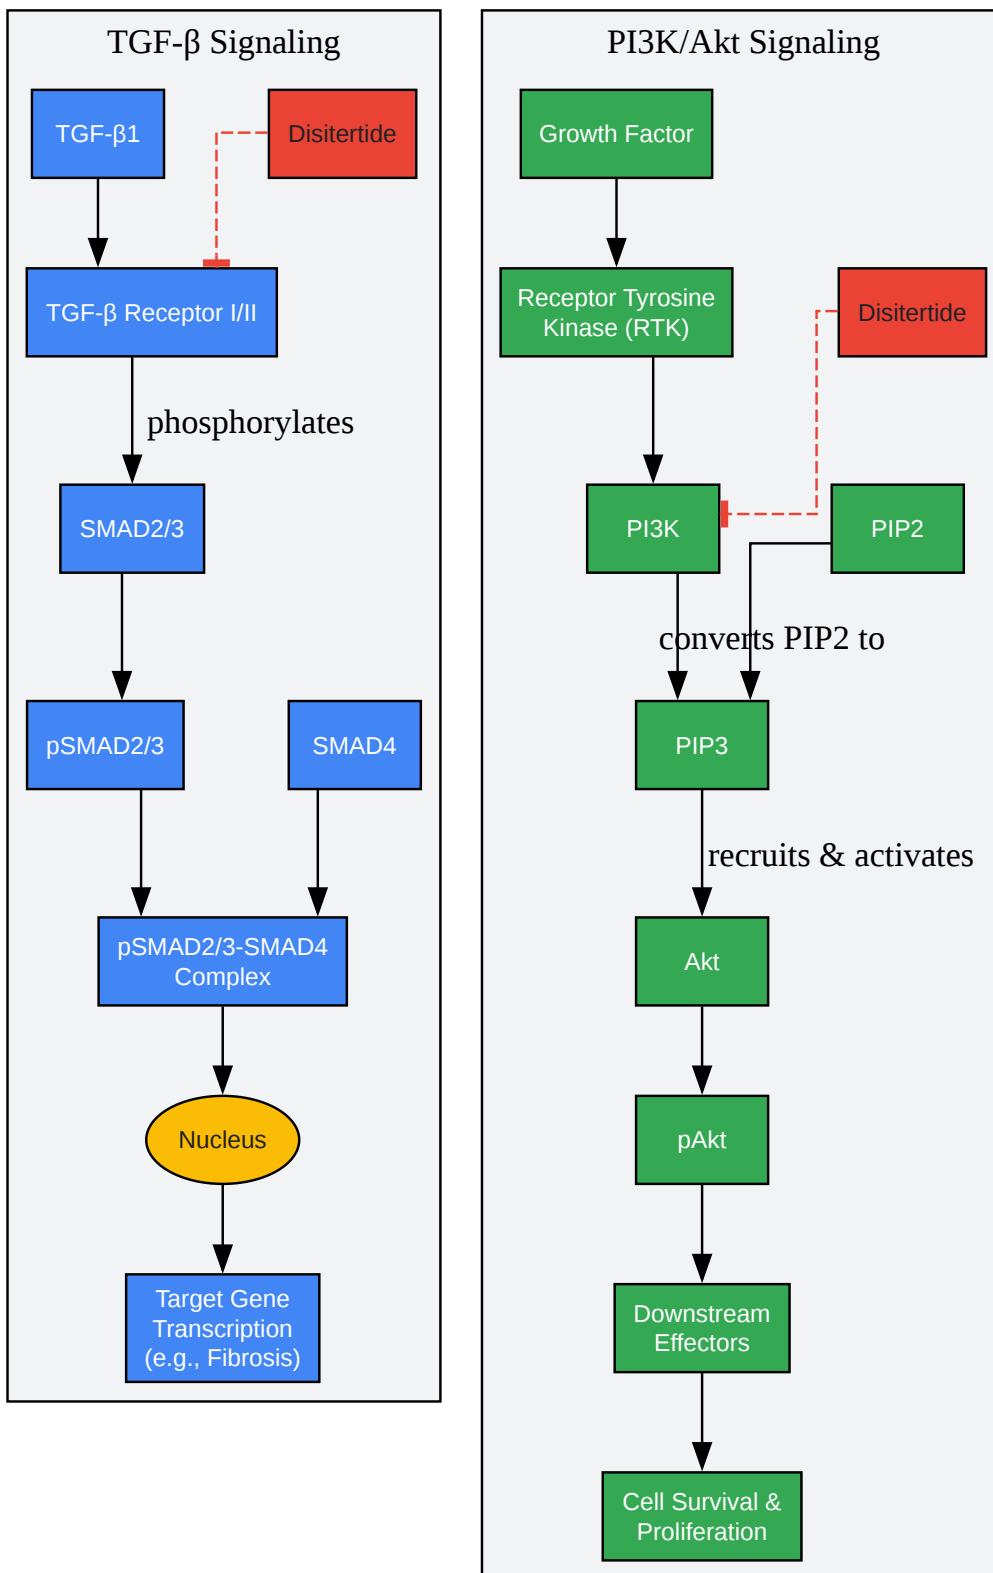 TGF-β Signaling
TGF-β1
Disitertide
TGF-β Receptor I/II
phosphorylates
SMAD2/3
pSMAD2/3
SMAD4
pSMAD2/3-SMAD4
Complex
Nucleus
Target Gene
Transcription
(e.g., Fibrosis)
PI3K/Akt Signaling
Growth Factor
Receptor Tyrosine
Kinase (RTK)
Disitertide
PI3K
PIP2
converts PIP2 to
PIP3
recruits & activates
Akt
pAkt
Downstream
Effectors
Cell Survival &
Proliferation